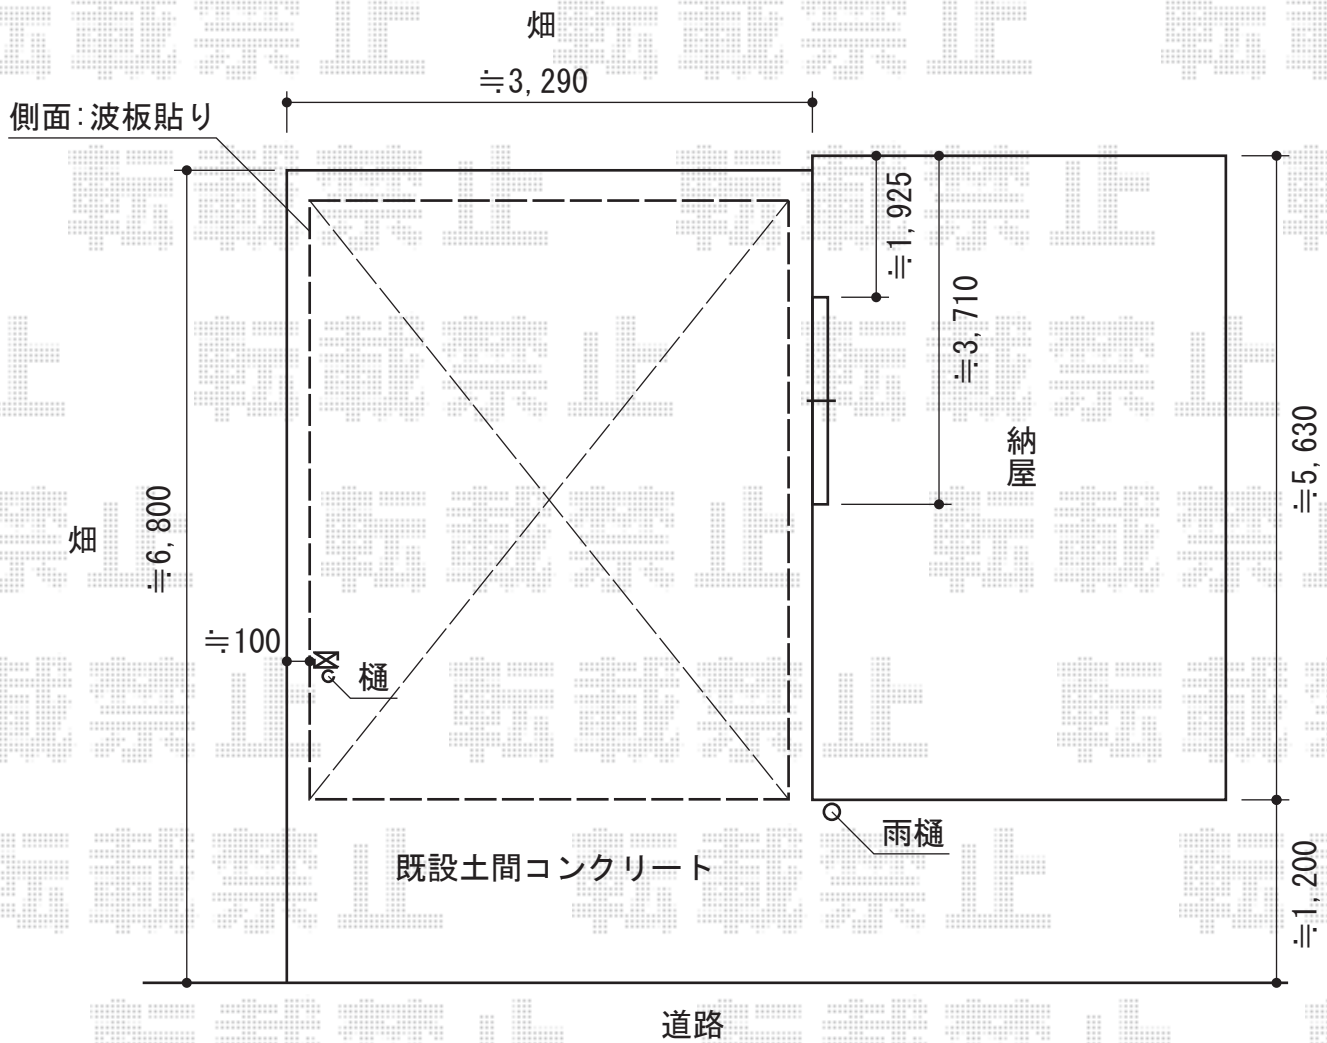 畑
≒3,290
側面:波板貼り
≒1,925
≒3,710
納屋
≒5,630
畑
≒6,800
≒100
樋
雨樋
既設土間コンクリート
≒1,200
道路
転載禁止